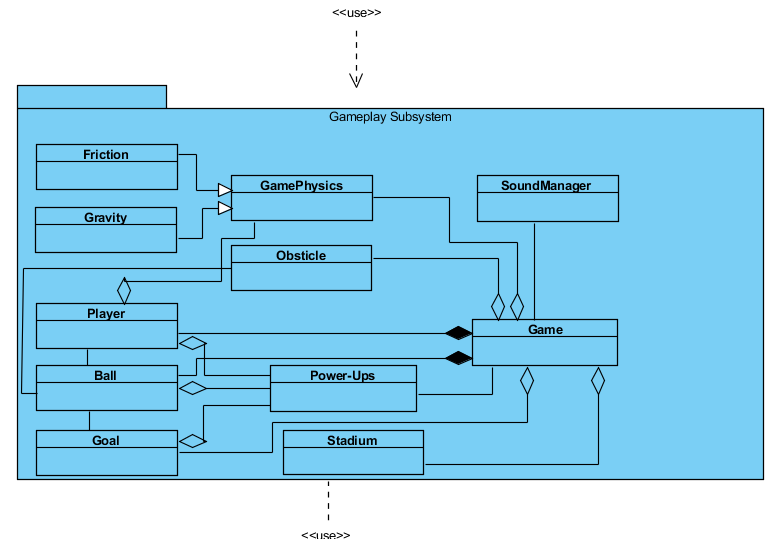 <<use>>
Gameplay Subsystem
Friction
GamePhysics
SoundManager
Gravity
Obsticle
Player
Game
Ball
Power-Ups
Goal
Stadium
<<use>>